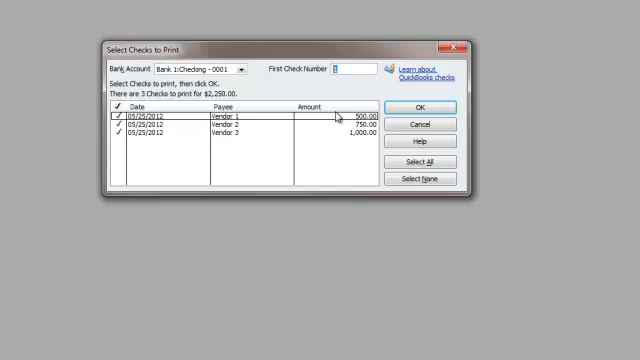 Select Checks to Print
Bank Account Bank 1:Checking - 0001 First Check Number 1 Learn about QuickBooks checks
Select Checks to print, then click OK.
There are 3 Checks to print for $2,250.00.
✓ Date Payee Amount
✓ 05/25/2012 Vendor 1 500.00
✓ 05/25/2012 Vendor 2 750.00
✓ 05/25/2012 Vendor 3 1,000.00
OK
Cancel
Help
Select All
Select None